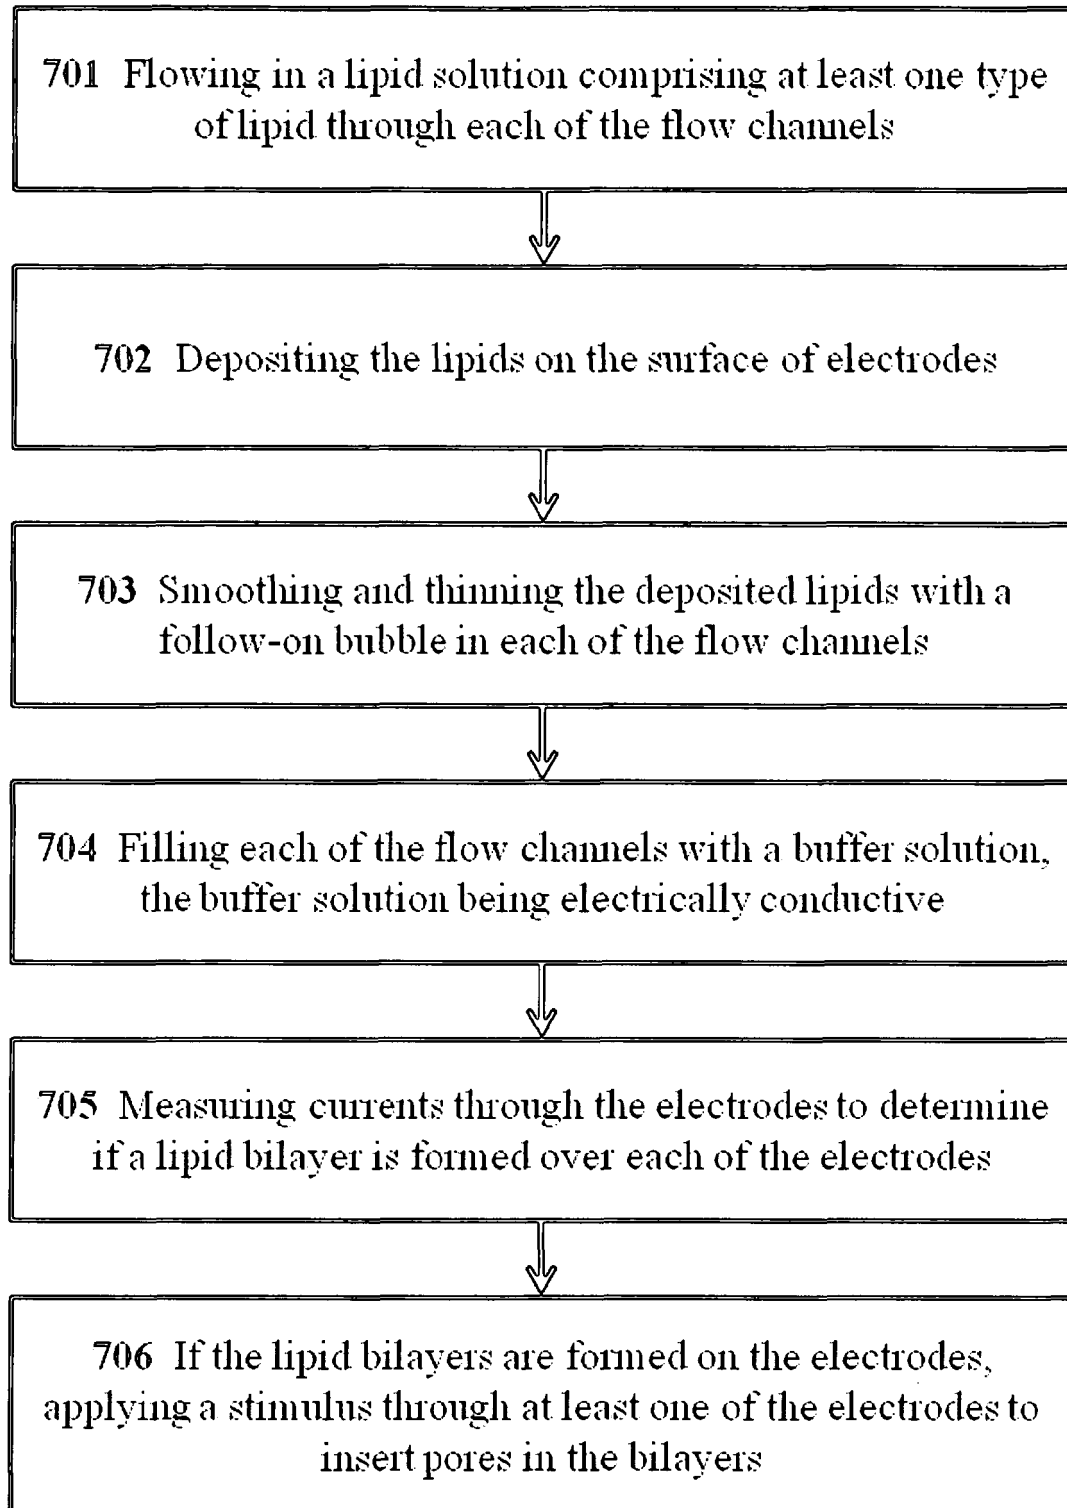 701 Flowing in a lipid solution comprising at least one type
of lipid through each of the flow channels
702 Depositing the lipids on the surface of electrodes
703 Smoothing and thinning the deposited lipids with a
follow-on bubble in each of the flow channels
704 Filling each of the flow channels with a buffer solution,
the buffer solution being electrically conductive
705 Measuring currents through the electrodes to determine
if a lipid bilayer is formed over each of the electrodes
706 If the lipid bilayers are formed on the electrodes,
applying a stimulus through at least one of the electrodes to
insert pores in the bilayers